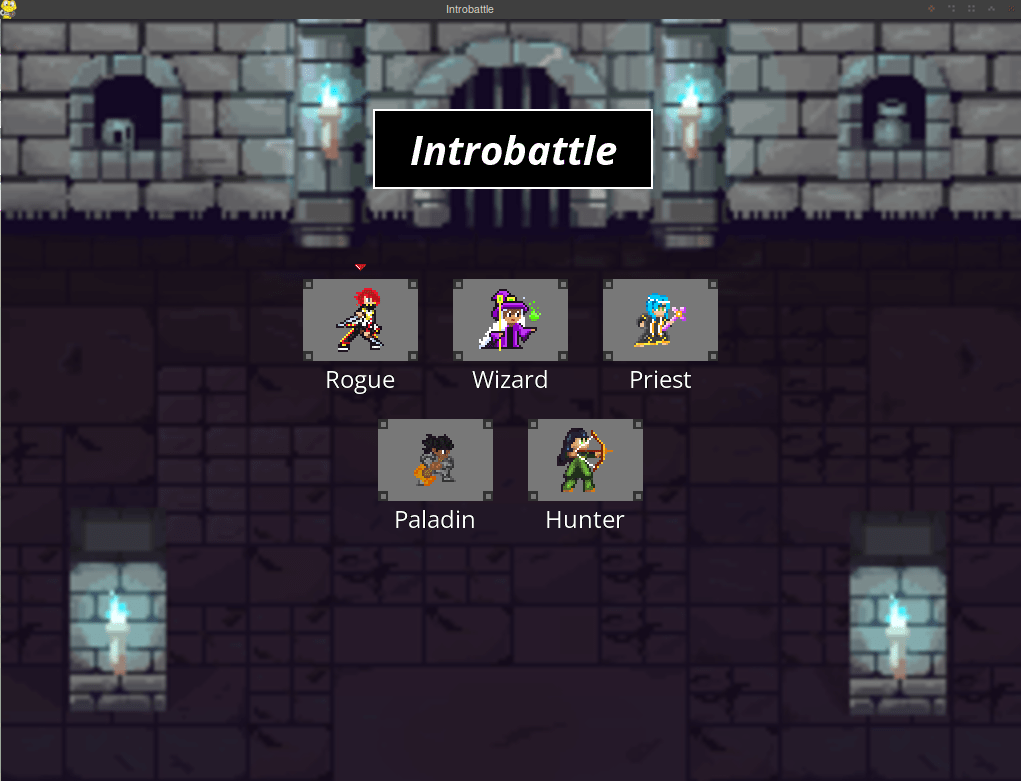 Introbattle
Introbattle
Rogue
Wizard
Priest
Paladin
Hunter